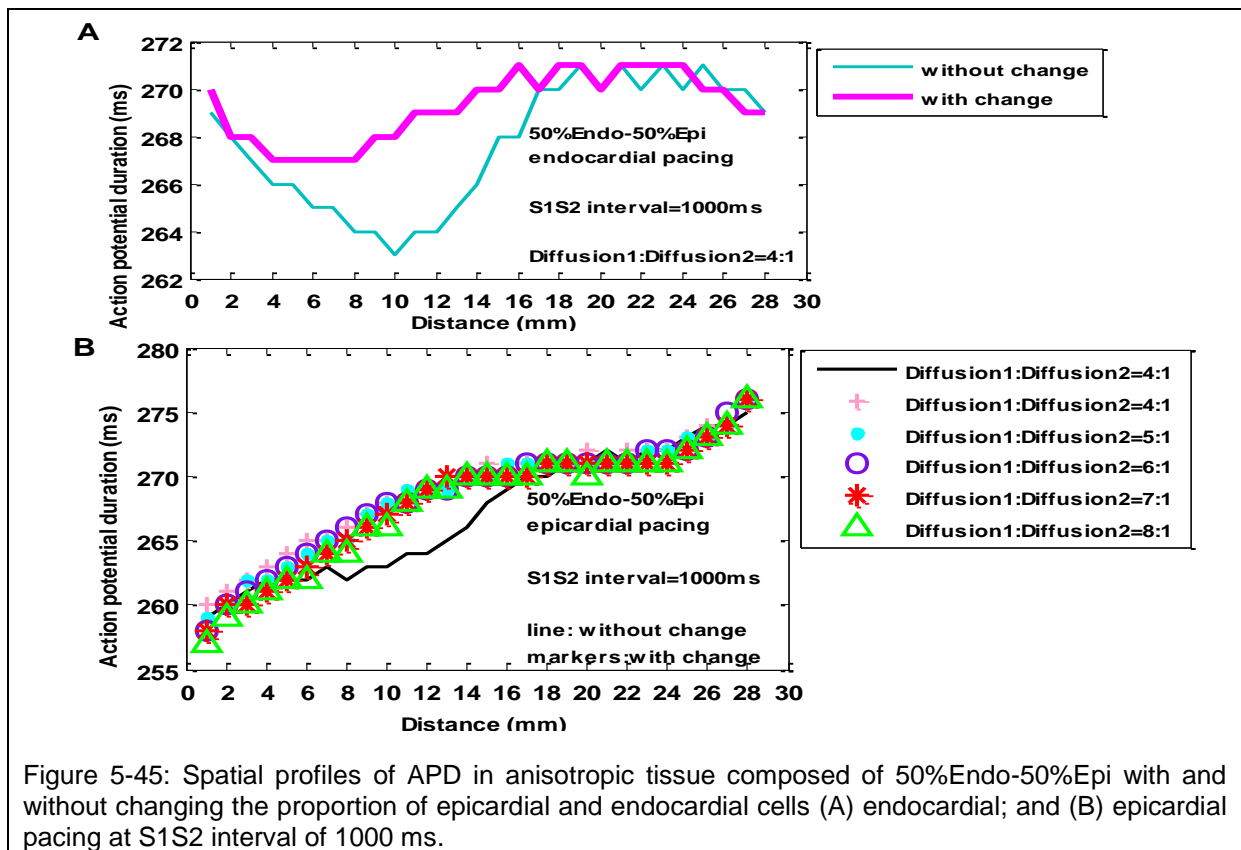 A
Action potential duration (ms)
272
270
268
266
264
262
0 2 4 6 8 10 12 14 16 18 20 22 24 26 28 30
Distance (mm)
50%Endo-50%Epi
endocardial pacing
S1S2 interval=1000ms
Diffusion1:Diffusion2=4:1
without change
with change
B
Action potential duration (ms)
280
275
270
265
260
255
0 2 4 6 8 10 12 14 16 18 20 22 24 26 28 30
Distance (mm)
50%Endo-50%Epi
epicardial pacing
S1S2 interval=1000ms
line: without change
markers:with change
Diffusion1:Diffusion2=4:1
Diffusion1:Diffusion2=4:1
Diffusion1:Diffusion2=5:1
Diffusion1:Diffusion2=6:1
Diffusion1:Diffusion2=7:1
Diffusion1:Diffusion2=8:1
Figure 5-45: Spatial profiles of APD in anisotropic tissue composed of 50%Endo-50%Epi with and
without changing the proportion of epicardial and endocardial cells (A) endocardial; and (B) epicardial
pacing at S1S2 interval of 1000 ms.